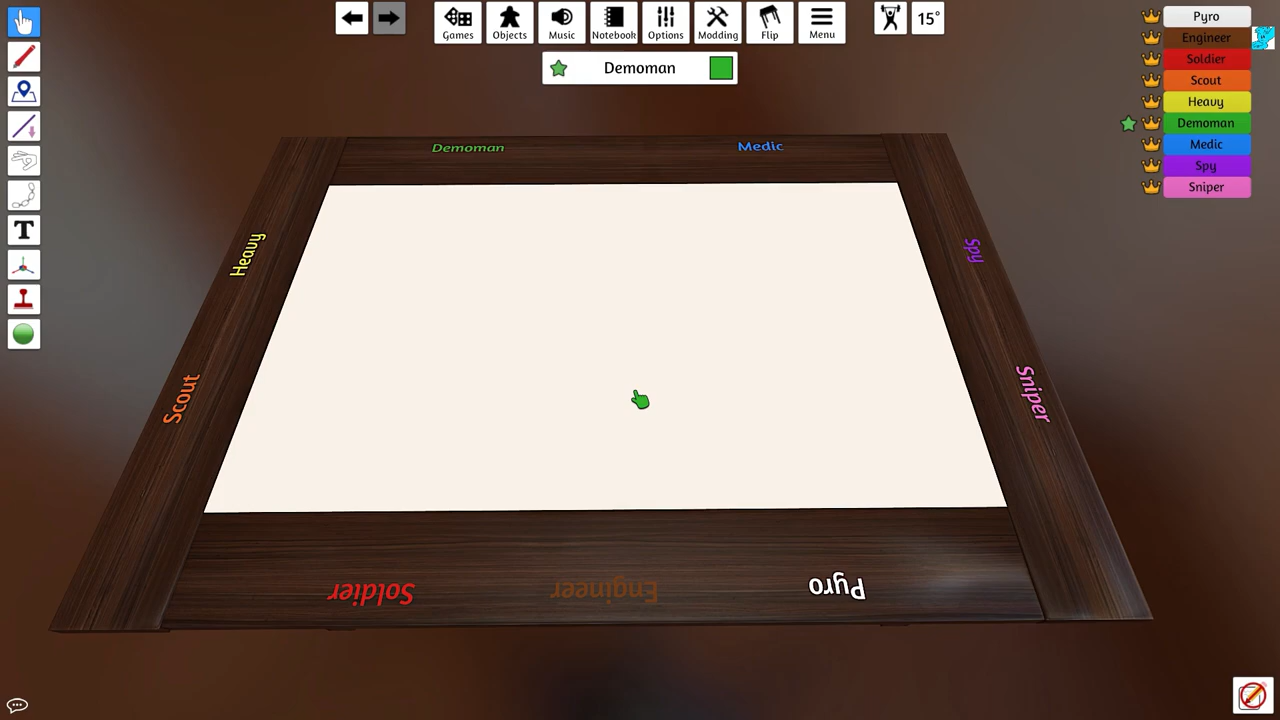 Games
Objects
Music
Notebook
Options
Modding
Flip
Menu
15°
Demoman
Pyro
Engineer
Soldier
Scout
Heavy
Demoman
Medic
Spy
Sniper
T
Demoman
Medic
Heavy
Spy
Scout
Sniper
Soldier
Engineer
Pyro